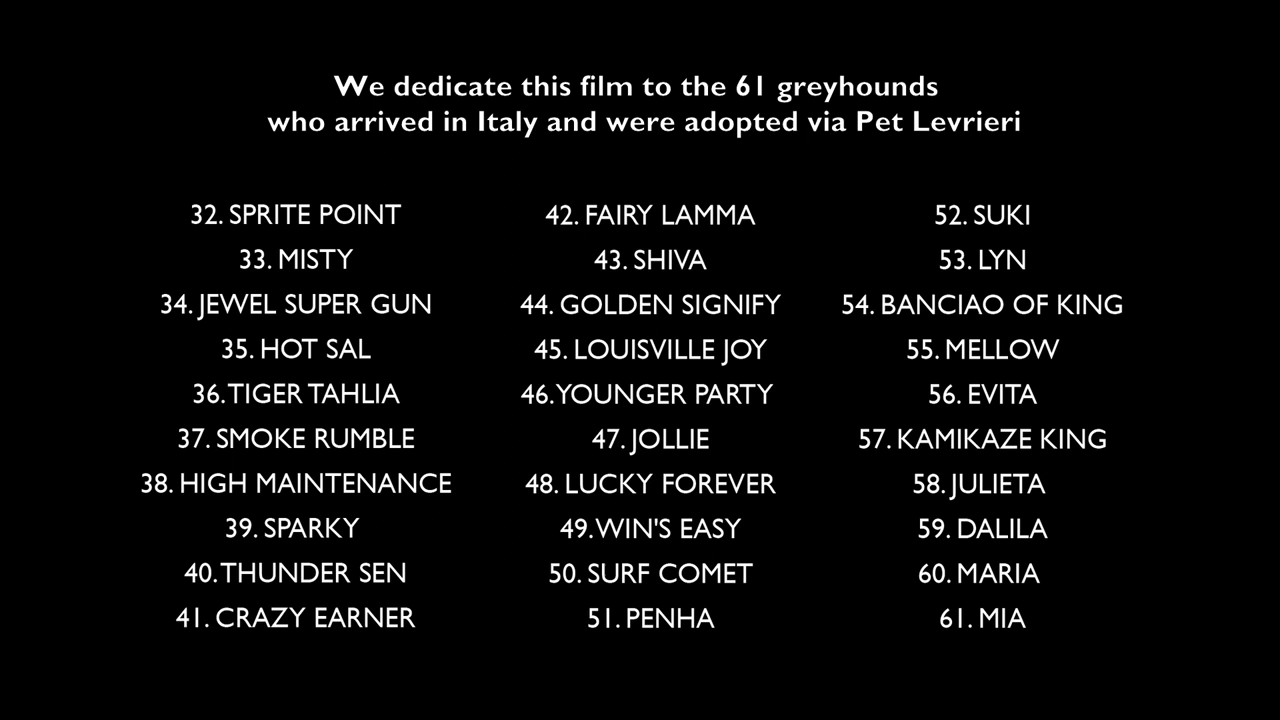 We dedicate this film to the 61 greyhounds
who arrived in Italy and were adopted via Pet Levrieri
32. SPRITE POINT
33. MISTY
34. JEWEL SUPER GUN
35. HOT SAL
36. TIGER TAHLIA
37. SMOKE RUMBLE
38. HIGH MAINTENANCE
39. SPARKY
40. THUNDER SEN
41. CRAZY EARNER
42. FAIRY LAMMA
43. SHIVA
44. GOLDEN SIGNIFY
45. LOUISVILLE JOY
46. YOUNGER PARTY
47. JOLLIE
48. LUCKY FOREVER
49. WIN'S EASY
50. SURF COMET
51. PENHA
52. SUKI
53. LYN
54. BANCIAO OF KING
55. MELLOW
56. EVITA
57. KAMIKAZE KING
58. JULIETA
59. DALILA
60. MARIA
61. MIA